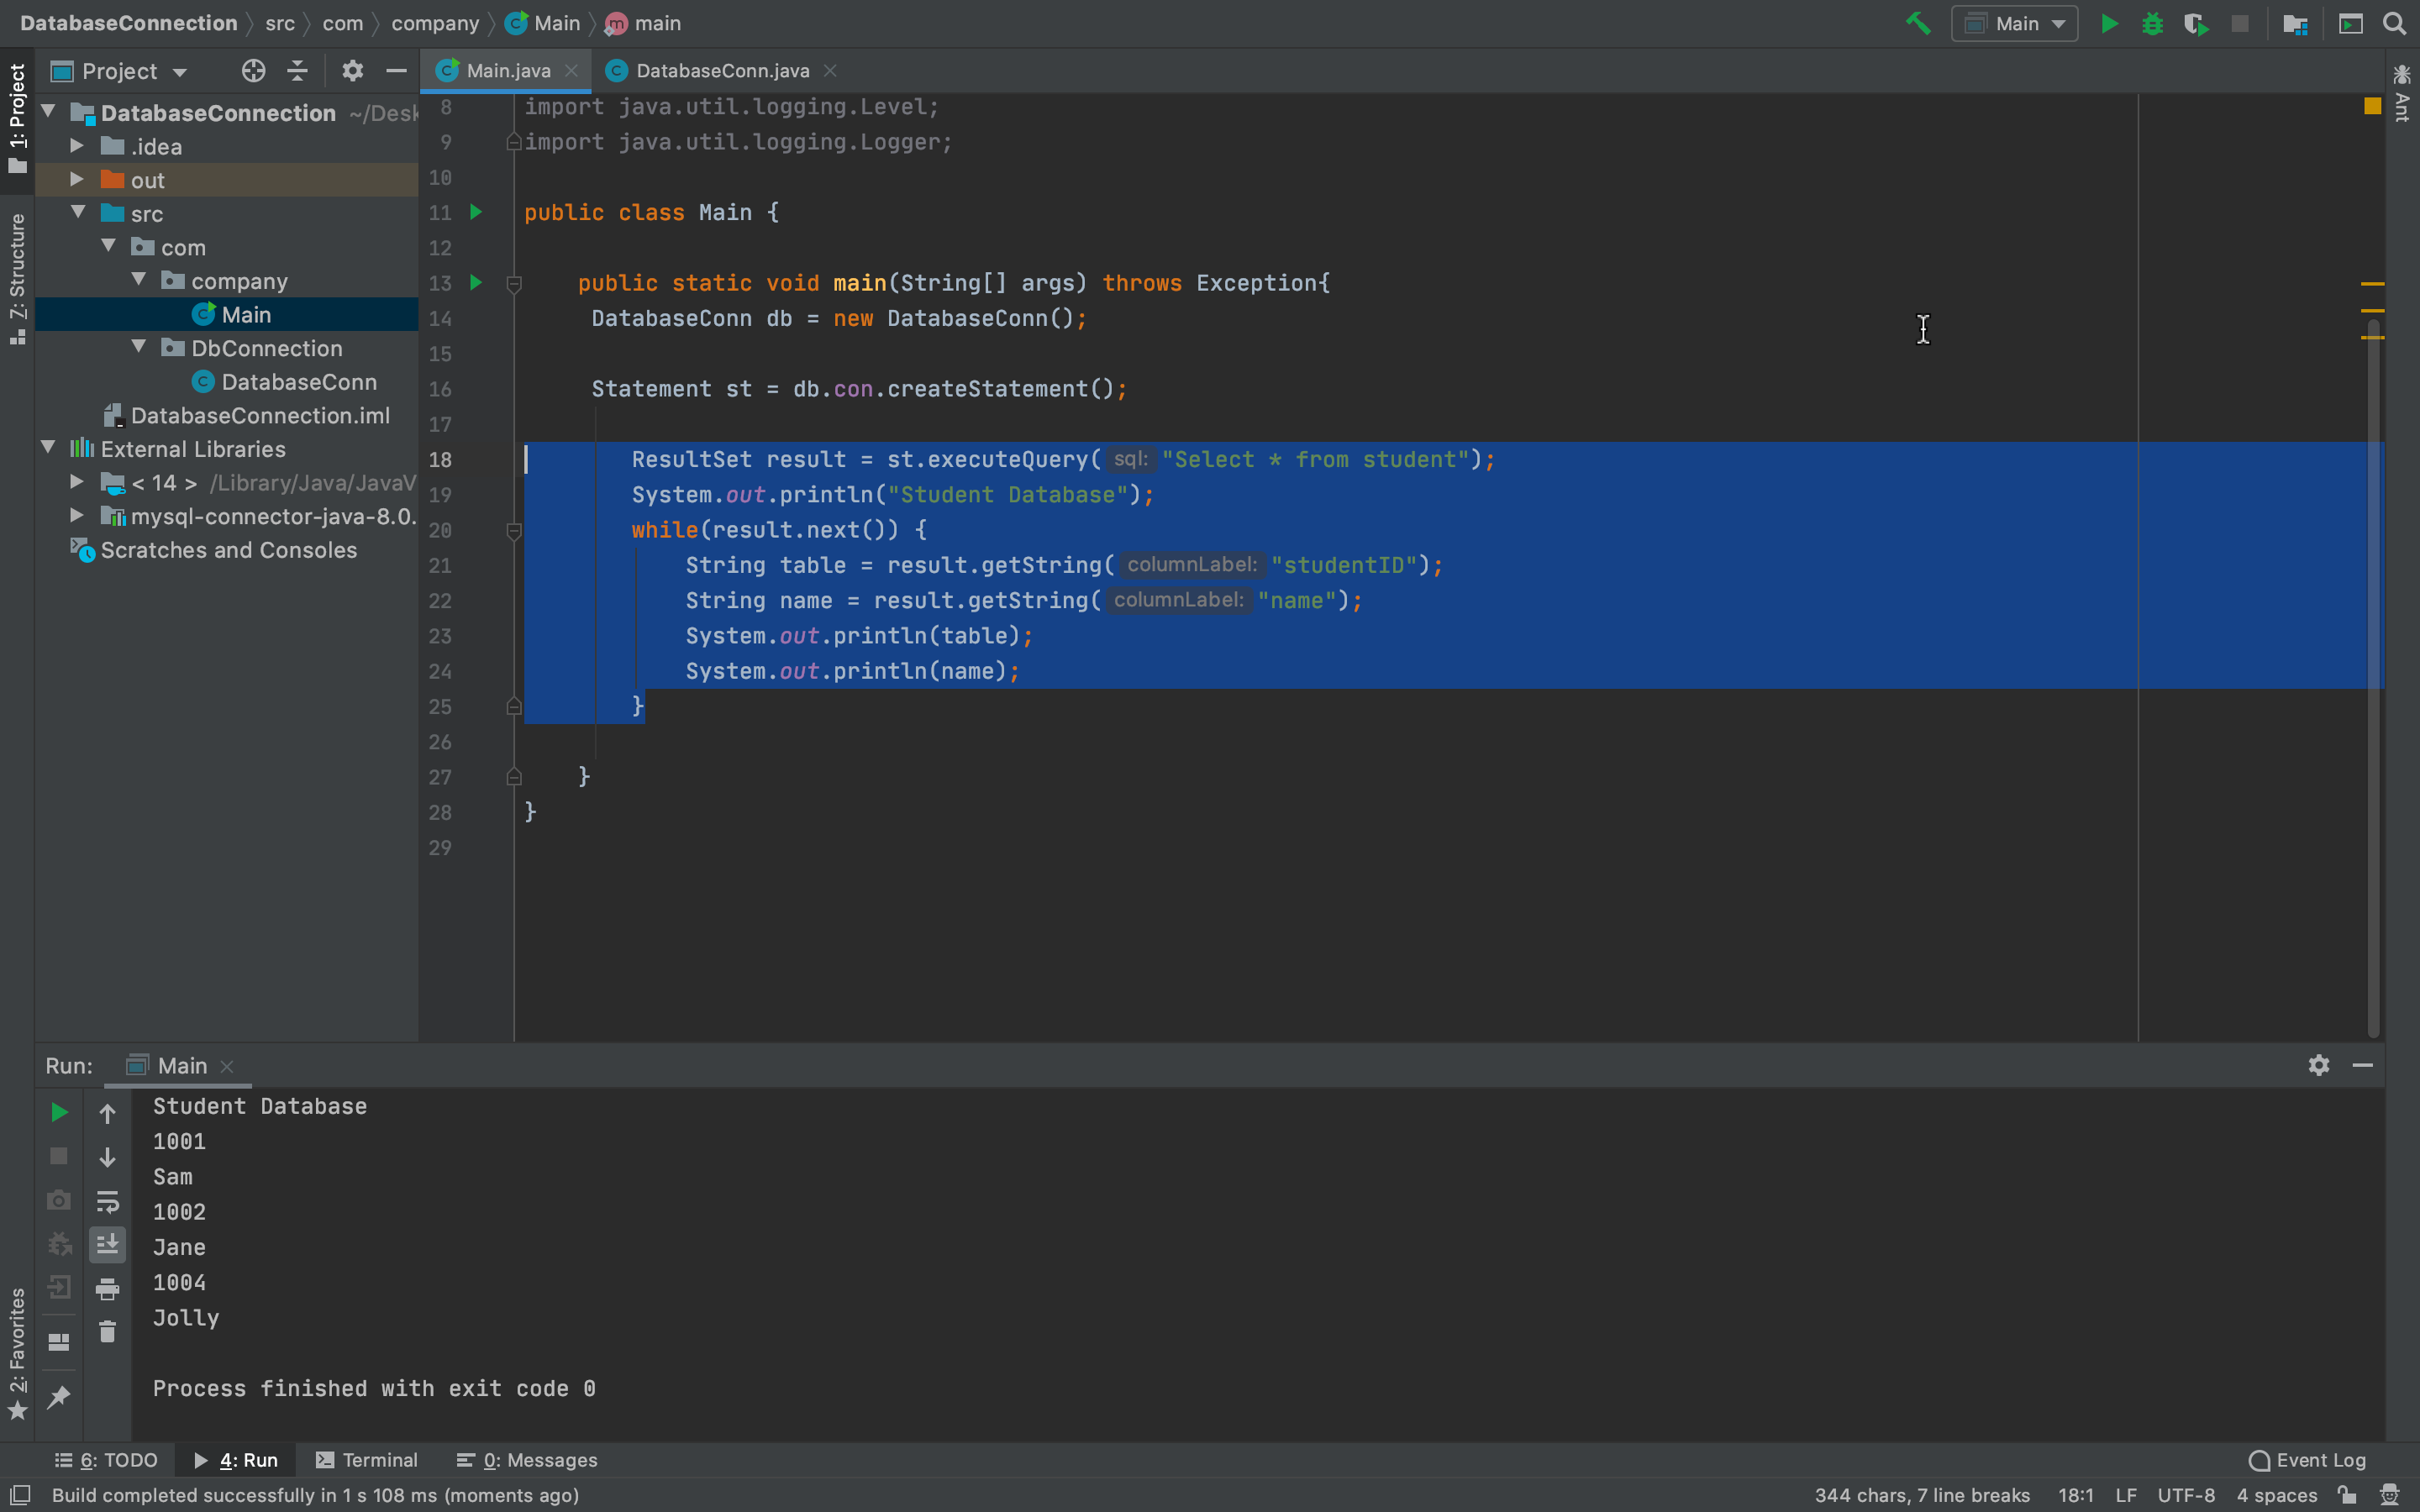 DatabaseConnection src com company Main main
Main
1: Project
Z: Structure
2: Favorites
Ant
Project
DatabaseConnection ~/Desk
.idea
out
src
com
company
Main
DbConnection
DatabaseConn
DatabaseConnection.iml
External Libraries
< 14 > /Library/Java/JavaV
mysql-connector-java-8.0.
Scratches and Consoles
Main.java DatabaseConn.java
8 import java.util.logging.Level;
9 import java.util.logging.Logger;
10
11 public class Main {
12
13 public static void main(String[] args) throws Exception{
14 DatabaseConn db = new DatabaseConn();
15
16 Statement st = db.con.createStatement();
17
18 ResultSet result = st.executeQuery( sql: "Select * from student");
19 System.out.println("Student Database");
20 while(result.next()) {
21 String table = result.getString( columnLabel: "studentID");
22 String name = result.getString( columnLabel: "name");
23 System.out.println(table);
24 System.out.println(name);
25 }
26
27 }
28 }
29
Run: Main
Student Database
1001
Sam
1002
Jane
1004
Jolly
Process finished with exit code 0
6: TODO 4: Run Terminal 0: Messages Event Log
Build completed successfully in 1 s 108 ms (moments ago) 344 chars, 7 line breaks 18:1 LF UTF-8 4 spaces